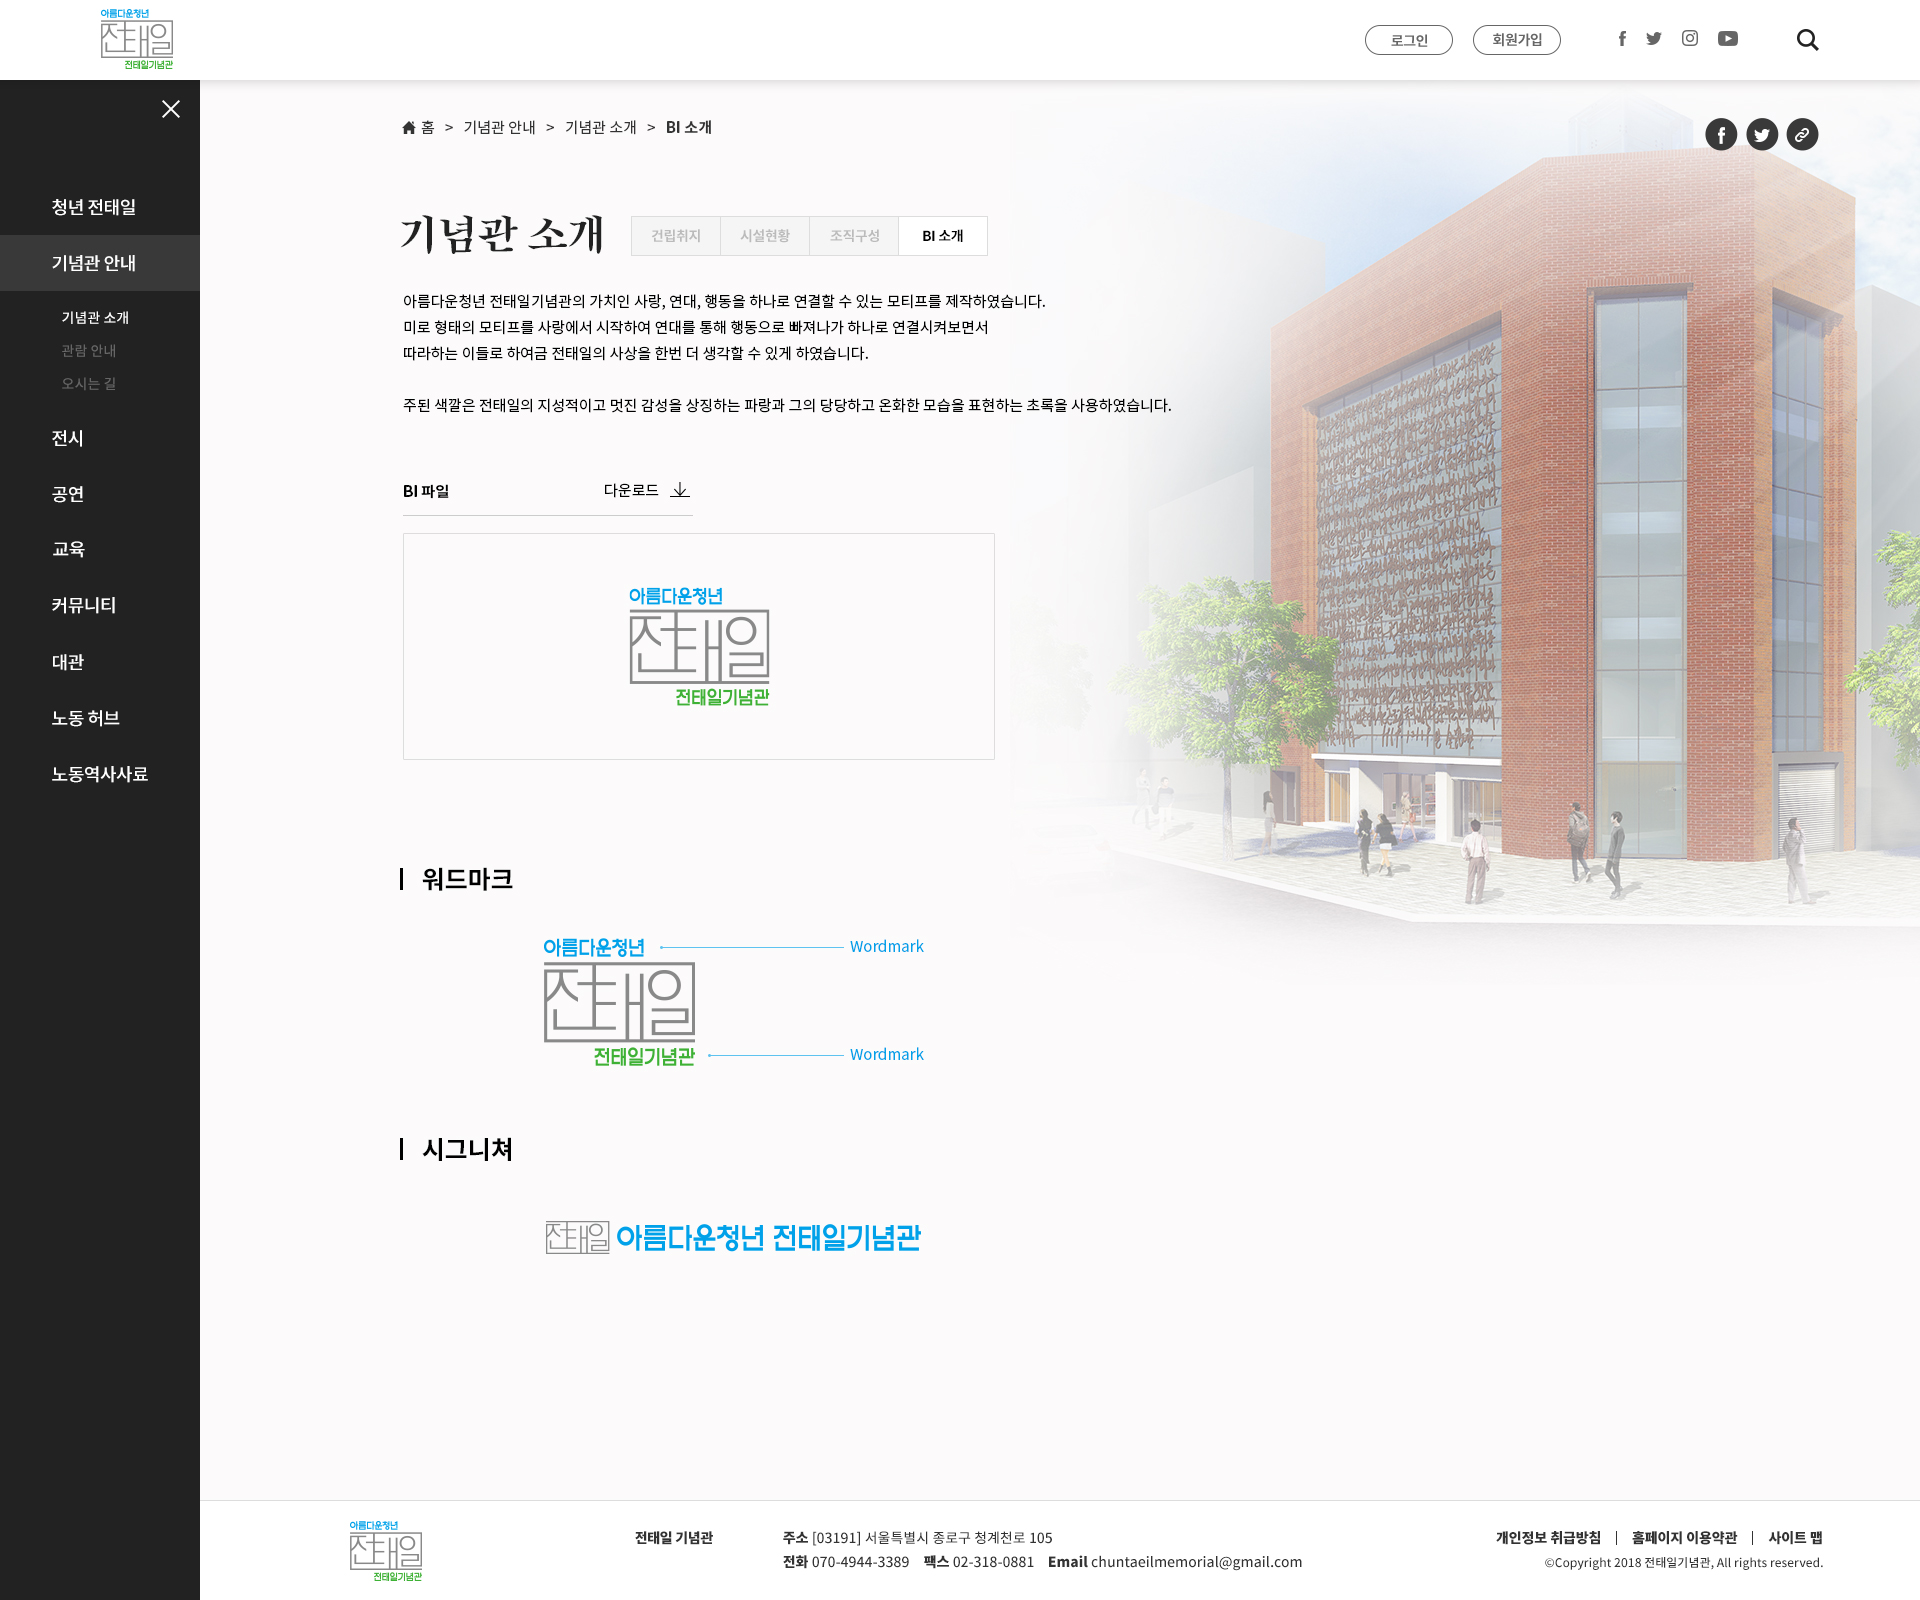 아름다운청년
전태일
전태일기념관
로그인
회원가입
홈 > 기념관 안내 > 기념관 소개 > BI 소개
청년 전태일
기념관 안내
기념관 소개
관람 안내
오시는 길
전시
공연
교육
커뮤니티
대관
노동 허브
노동역사사료
기념관 소개
건립취지
시설현황
조직구성
BI 소개
아름다운청년 전태일기념관의 가치인 사랑, 연대, 행동을 하나로 연결할 수 있는 모티프를 제작하였습니다.
미로 형태의 모티프를 사랑에서 시작하여 연대를 통해 행동으로 빠져나가 하나로 연결시켜보면서
따라하는 이들로 하여금 전태일의 사상을 한번 더 생각할 수 있게 하였습니다.
주된 색깔은 전태일의 지성적이고 멋진 감성을 상징하는 파랑과 그의 당당하고 온화한 모습을 표현하는 초록을 사용하였습니다.
BI 파일
다운로드
아름다운청년
전태일
전태일기념관
워드마크
아름다운청년
Wordmark
전태일
전태일기념관
Wordmark
시그니쳐
전태일 아름다운청년 전태일기념관
아름다운청년
전태일
전태일기념관
전태일 기념관
주소 [03191] 서울특별시 종로구 청계천로 105
전화 070-4944-3389 팩스 02-318-0881 Email chuntaeilmemorial@gmail.com
개인정보 취급방침 | 홈페이지 이용약관 | 사이트 맵
©Copyright 2018 전태일기념관, All rights reserved.